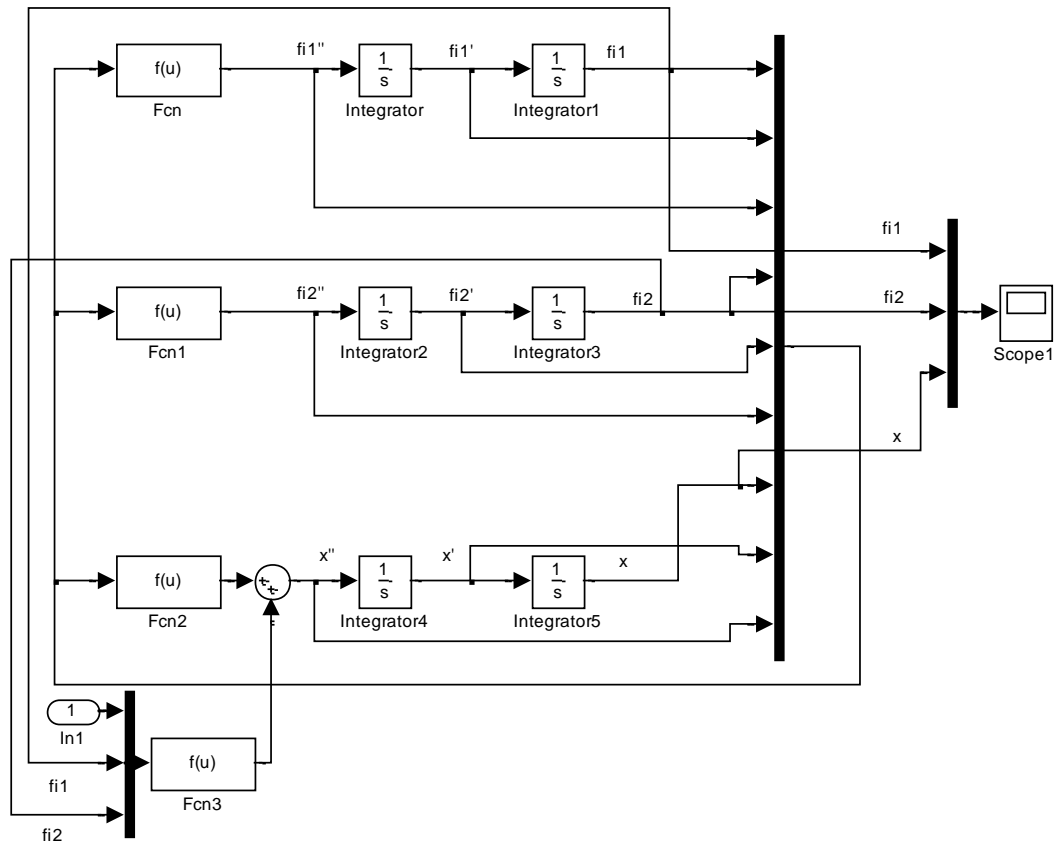 fi1'' fi1' fi1
f(u) 1 1
s s
Fcn Integrator Integrator1
fi1
fi2'' fi2' fi2 fi2
f(u) 1 1
s s
Fcn1 Integrator2 Integrator3 Scope1
x
x'' x' x
f(u) 1 1
s s
Fcn2 Integrator4 Integrator5
1
In1
f(u)
fi1
Fcn3
fi2